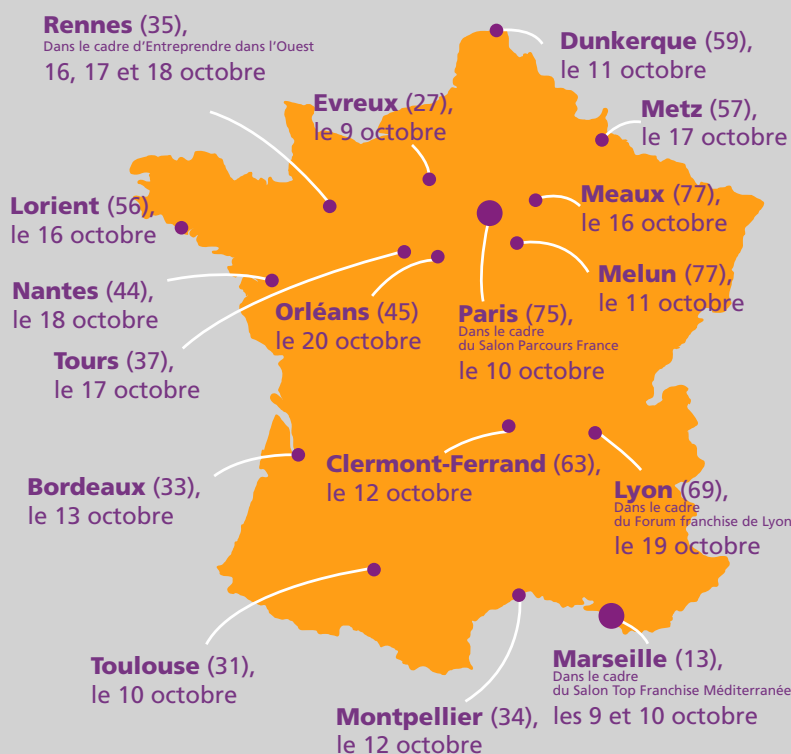 Rennes (35),
Dans le cadre d'Entreprendre dans l'Ouest
16, 17 et 18 octobre
Dunkerque (59),
le 11 octobre
Evreux (27),
le 9 octobre
Metz (57),
le 17 octobre
Lorient (56),
le 16 octobre
Meaux (77),
le 16 octobre
Nantes (44),
le 18 octobre
Orléans (45)
le 20 octobre
Paris (75),
Dans le cadre
du Salon Parcours France
le 10 octobre
Melun (77),
le 11 octobre
Tours (37),
le 17 octobre
Bordeaux (33),
le 13 octobre
Clermont-Ferrand (63),
le 12 octobre
Lyon (69),
Dans le cadre
du Forum franchise de Lyon
le 19 octobre
Toulouse (31),
le 10 octobre
Montpellier (34),
le 12 octobre
Marseille (13),
Dans le cadre
du Salon Top Franchise Méditerranée
les 9 et 10 octobre